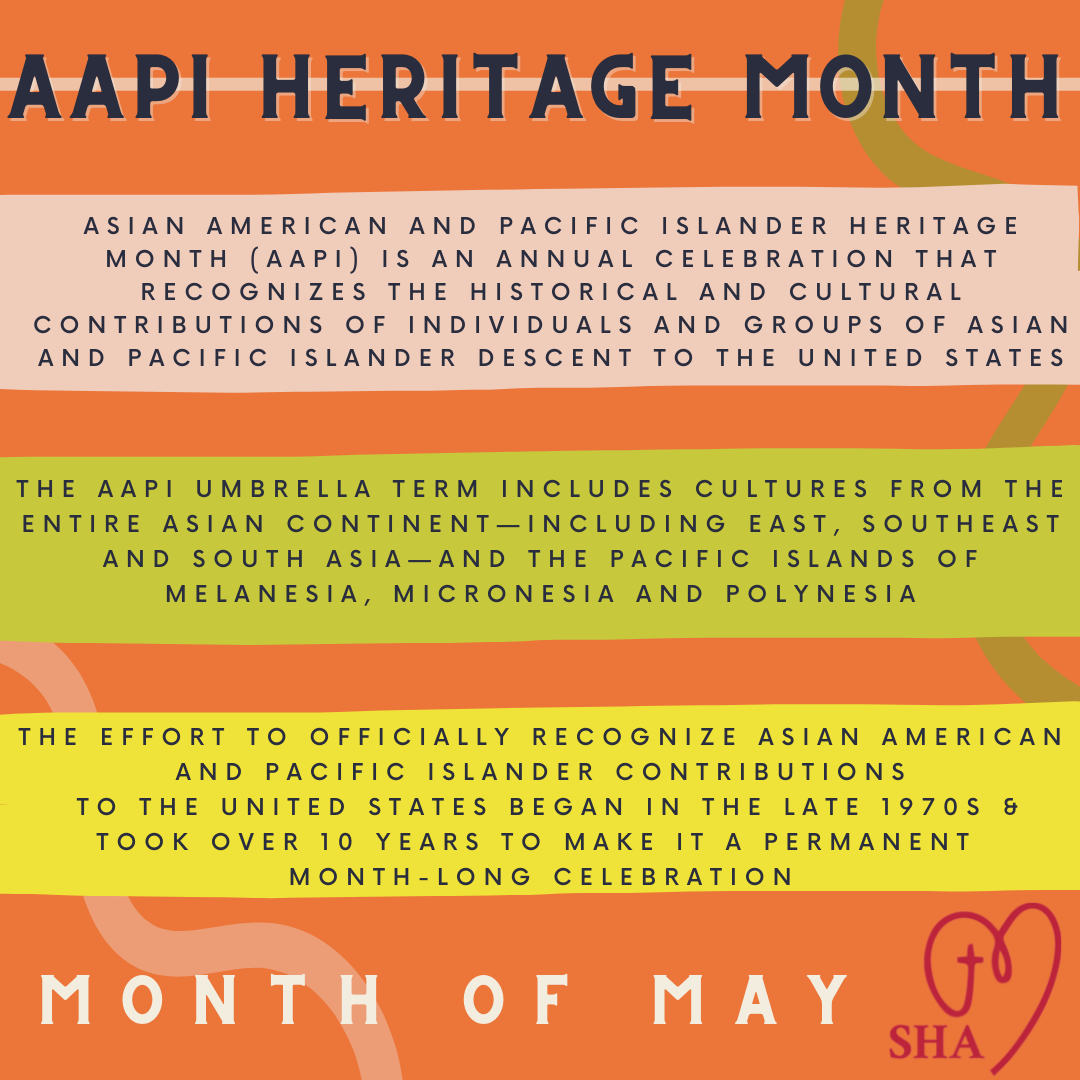 AAPI HERITAGE MONTH
ASIAN AMERICAN AND PACIFIC ISLANDER HERITAGE
MONTH (AAPI) IS AN ANNUAL CELEBRATION THAT
RECOGNIZES THE HISTORICAL AND CULTURAL
CONTRIBUTIONS OF INDIVIDUALS AND GROUPS OF ASIAN
AND PACIFIC ISLANDER DESCENT TO THE UNITED STATES
THE AAPI UMBRELLA TERM INCLUDES CULTURES FROM THE
ENTIRE ASIAN CONTINENT—INCLUDING EAST, SOUTHEAST
AND SOUTH ASIA—AND THE PACIFIC ISLANDS OF
MELANESIA, MICRONESIA AND POLYNESIA
THE EFFORT TO OFFICIALLY RECOGNIZE ASIAN AMERICAN
AND PACIFIC ISLANDER CONTRIBUTIONS
TO THE UNITED STATES BEGAN IN THE LATE 1970S &
TOOK OVER 10 YEARS TO MAKE IT A PERMANENT
MONTH-LONG CELEBRATION
MONTH OF MAY
SHA